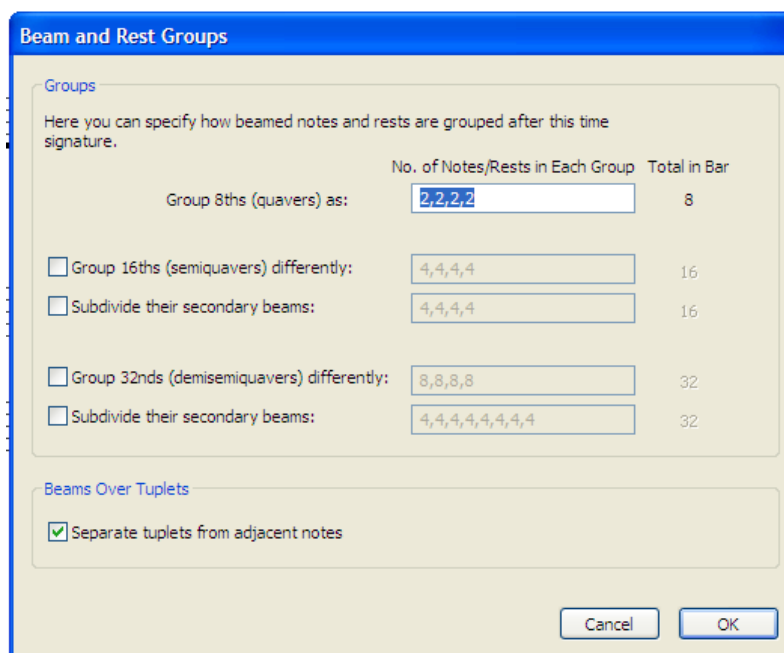 Beam and Rest Groups
Groups
Here you can specify how beamed notes and rests are grouped after this time
signature.
No. of Notes/Rests in Each Group Total in Bar
Group 8ths (quavers) as: 2,2,2,2 8
Group 16ths (semiquavers) differently: 4,4,4,4 16
Subdivide their secondary beams: 4,4,4,4 16
Group 32nds (demisemiquavers) differently: 8,8,8,8 32
Subdivide their secondary beams: 4,4,4,4,4,4,4,4 32
Beams Over Tuplets
Separate tuplets from adjacent notes
Cancel OK